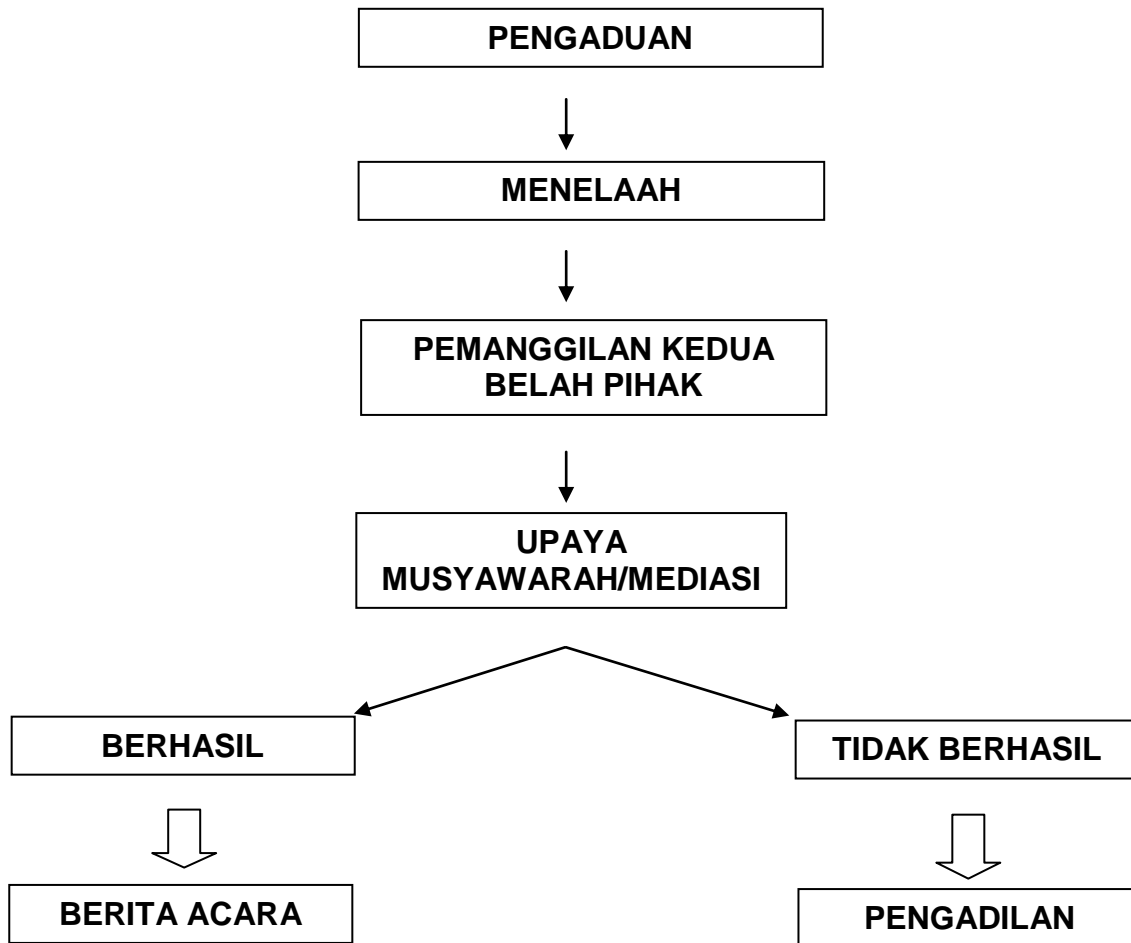 PENGADUAN
MENELAAH
PEMANGGILAN KEDUA
BELAH PIHAK
UPAYA
MUSYAWARAH/MEDIASI
BERHASIL
TIDAK BERHASIL
BERITA ACARA
PENGADILAN